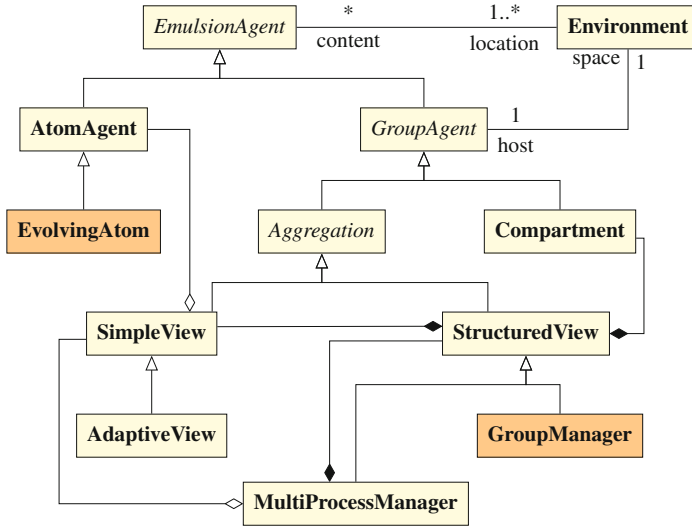 EmulsionAgent
*
content
1..*
location
Environment
space
1
AtomAgent
GroupAgent
1
host
EvolvingAtom
Aggregation
Compartment
SimpleView
StructuredView
AdaptiveView
GroupManager
MultiProcessManager